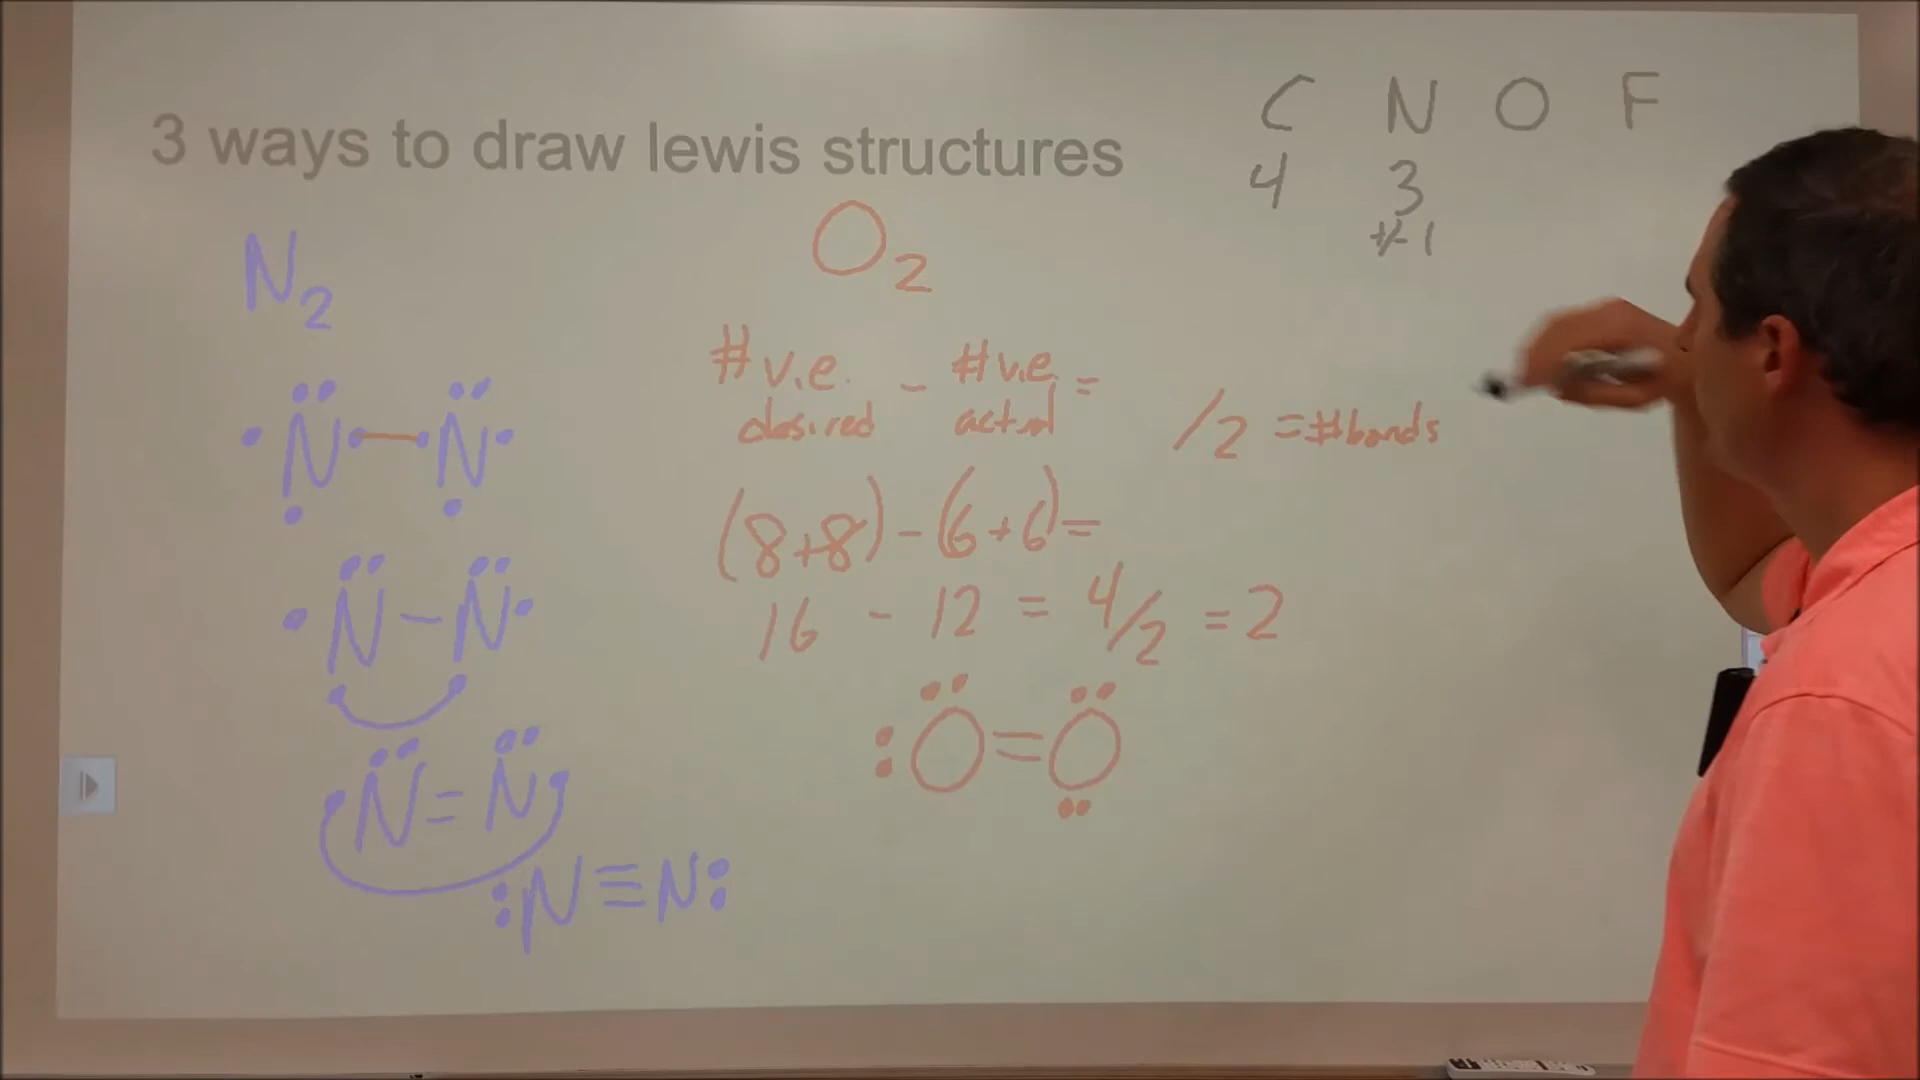 3 ways to draw lewis structures
C N O F
4 3
+/- 1
N2
N — N
N — N
N = N
:N ≡ N:
O2
# v.e. desired - # v.e. actual = /2 = # bonds
(8+8) - (6+6) =
16 - 12 = 4/2 = 2
:O = O